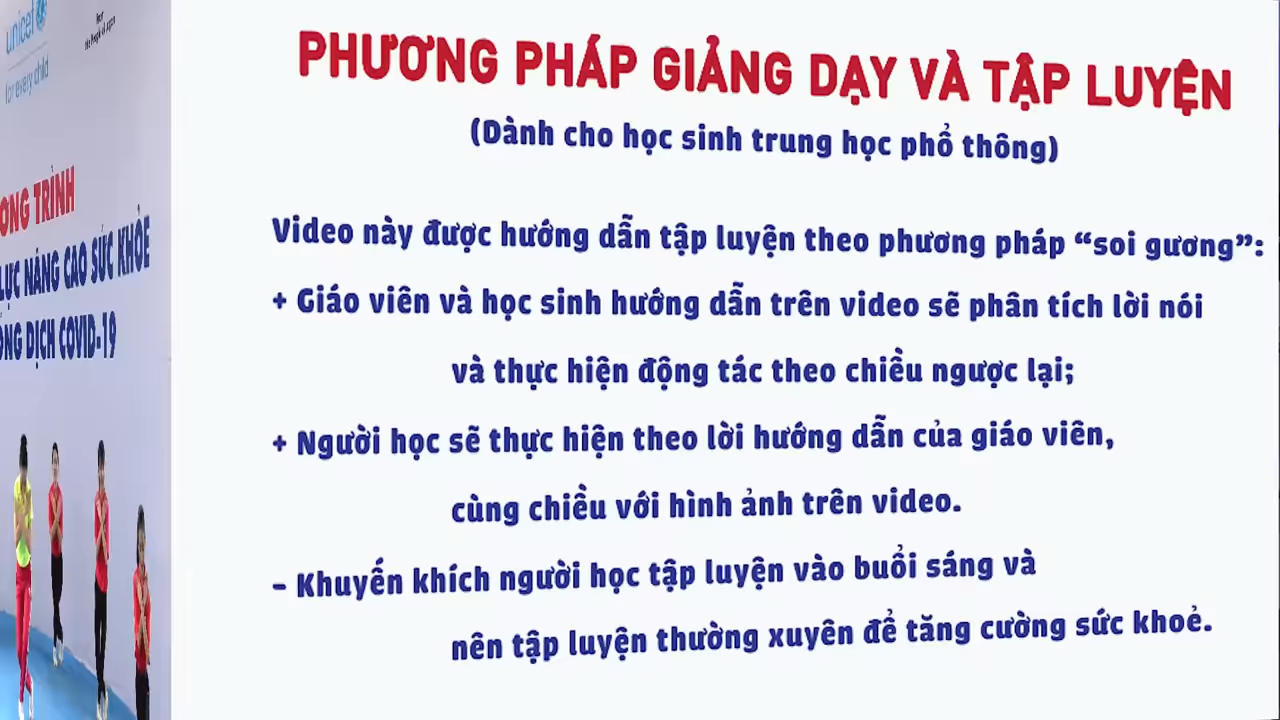 unicef
for every child
PHƯƠNG PHÁP GIẢNG DẠY VÀ TẬP LUYỆN
(Dành cho học sinh trung học phổ thông)
Video này được hướng dẫn tập luyện theo phương pháp “soi gương”:
+ Giáo viên và học sinh hướng dẫn trên video sẽ phân tích lời nói
và thực hiện động tác theo chiều ngược lại;
+ Người học sẽ thực hiện theo lời hướng dẫn của giáo viên,
cùng chiều với hình ảnh trên video.
– Khuyến khích người học tập luyện vào buổi sáng và
nên tập luyện thường xuyên để tăng cường sức khoẻ.
ƠNG TRÌNH
LỰC NÂNG CAO SỨC KHỎE
ỐNG DỊCH COVID-19